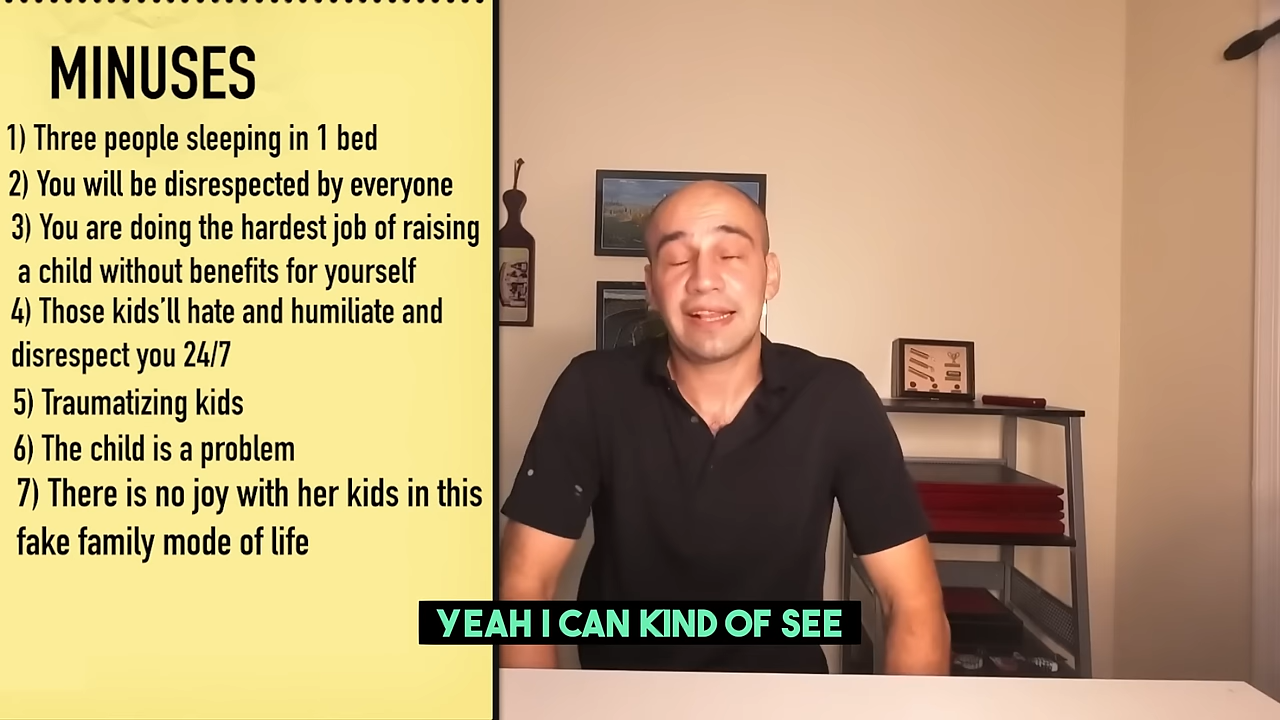 MINUSES
1) Three people sleeping in 1 bed
2) You will be disrespected by everyone
3) You are doing the hardest job of raising
a child without benefits for yourself
4) Those kids'll hate and humiliate and
disrespect you 24/7
5) Traumatizing kids
6) The child is a problem
7) There is no joy with her kids in this
fake family mode of life
YEAH I CAN KIND OF SEE